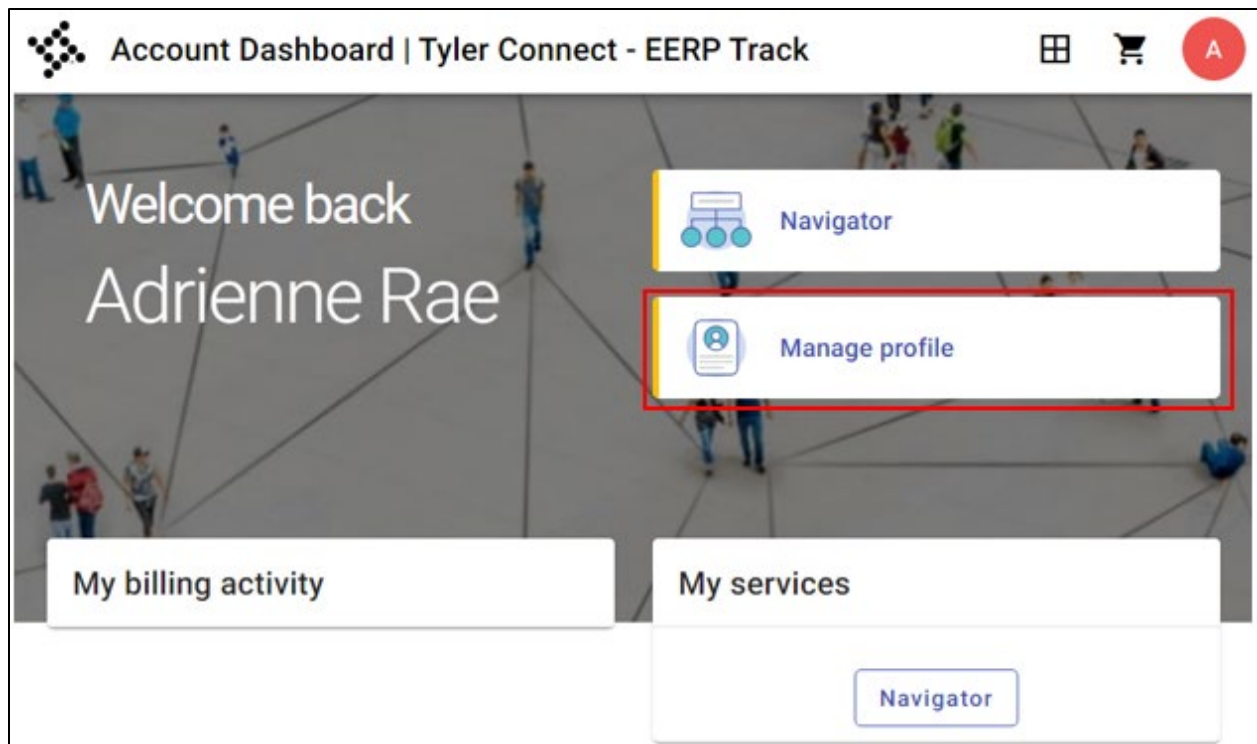 Account Dashboard | Tyler Connect - EERP Track
A
Welcome back
Adrienne Rae
Navigator
Manage profile
My billing activity
My services
Navigator